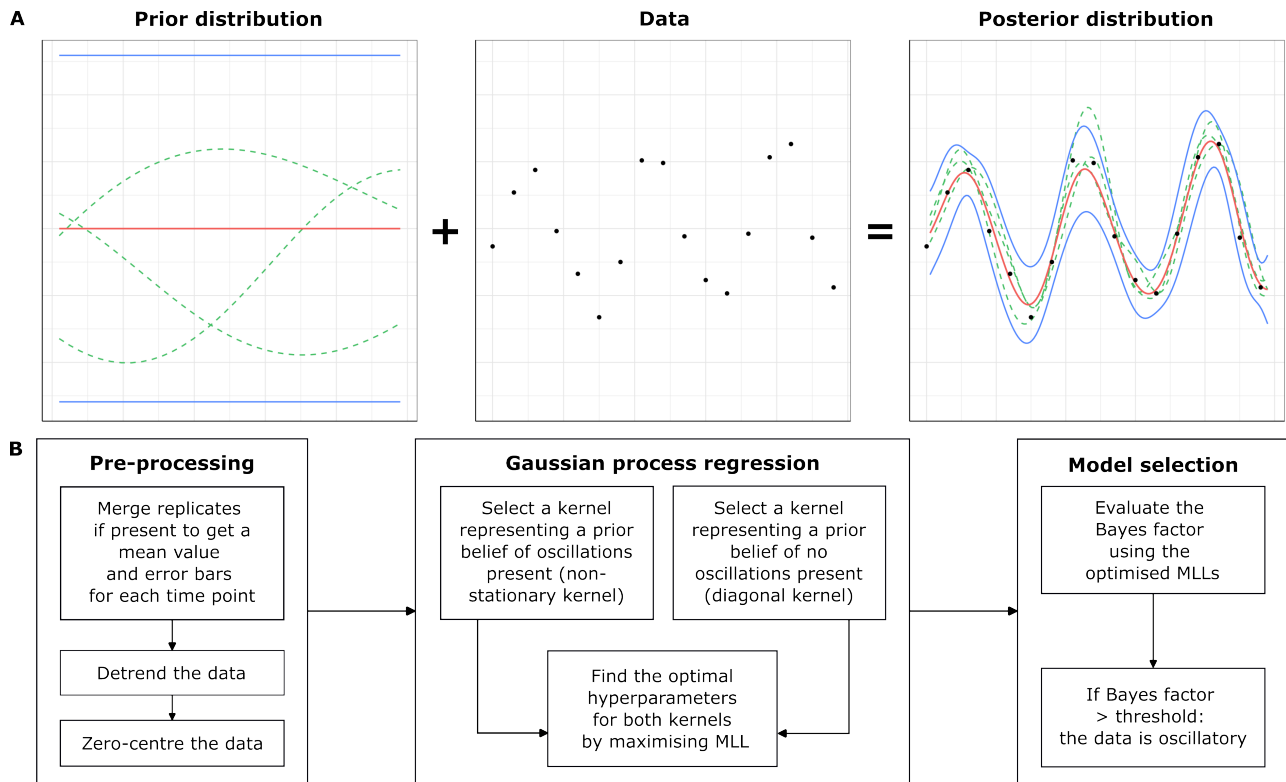 A
Prior distribution
Data
Posterior distribution
+
=
B
Pre-processing
Merge replicates
if present to get a
mean value
and error bars
for each time point
Detrend the data
Zero-centre the data
Gaussian process regression
Select a kernel
representing a prior
belief of oscillations
present (non-
stationary kernel)
Select a kernel
representing a prior
belief of no
oscillations present
(diagonal kernel)
Find the optimal
hyperparameters
for both kernels
by maximising MLL
Model selection
Evaluate the
Bayes factor
using the
optimised MLLs
If Bayes factor
> threshold:
the data is oscillatory